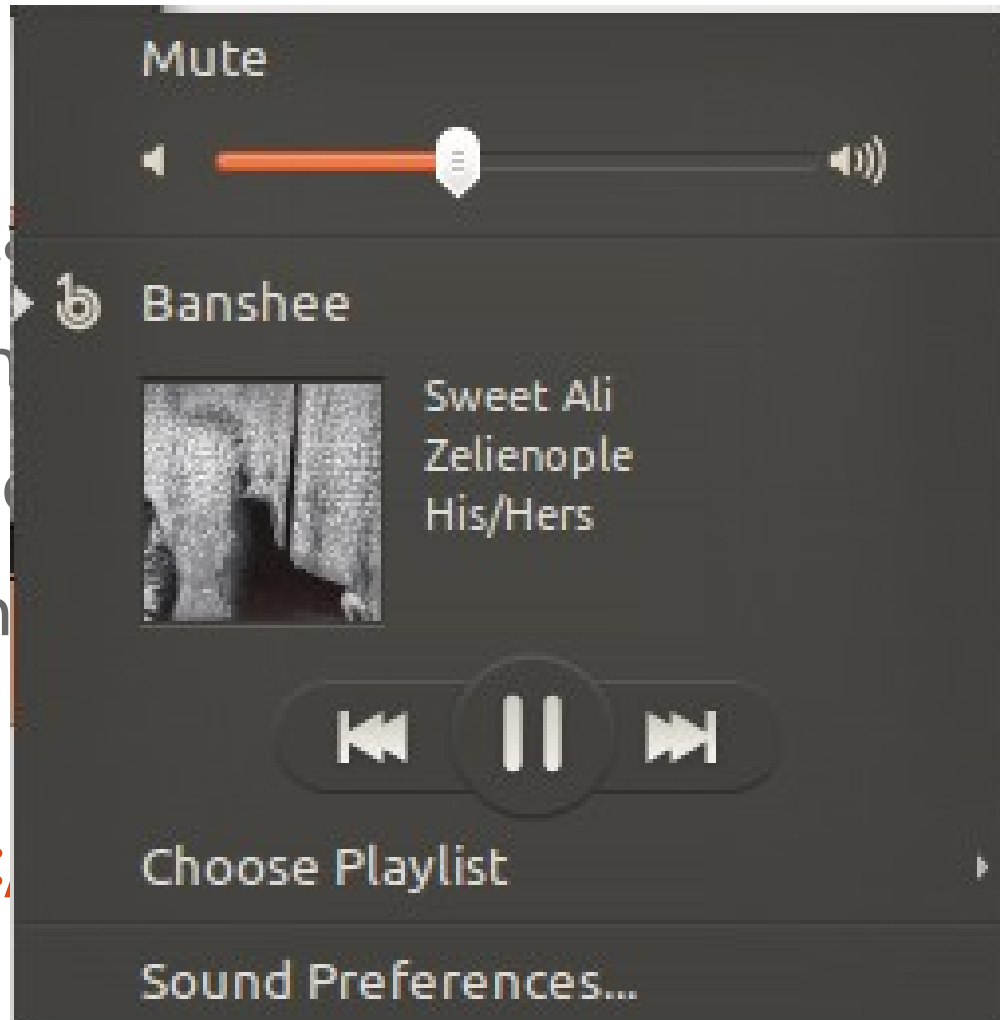 Mute
Banshee
Sweet Ali
Zelienople
His/Hers
Choose Playlist
Sound Preferences...